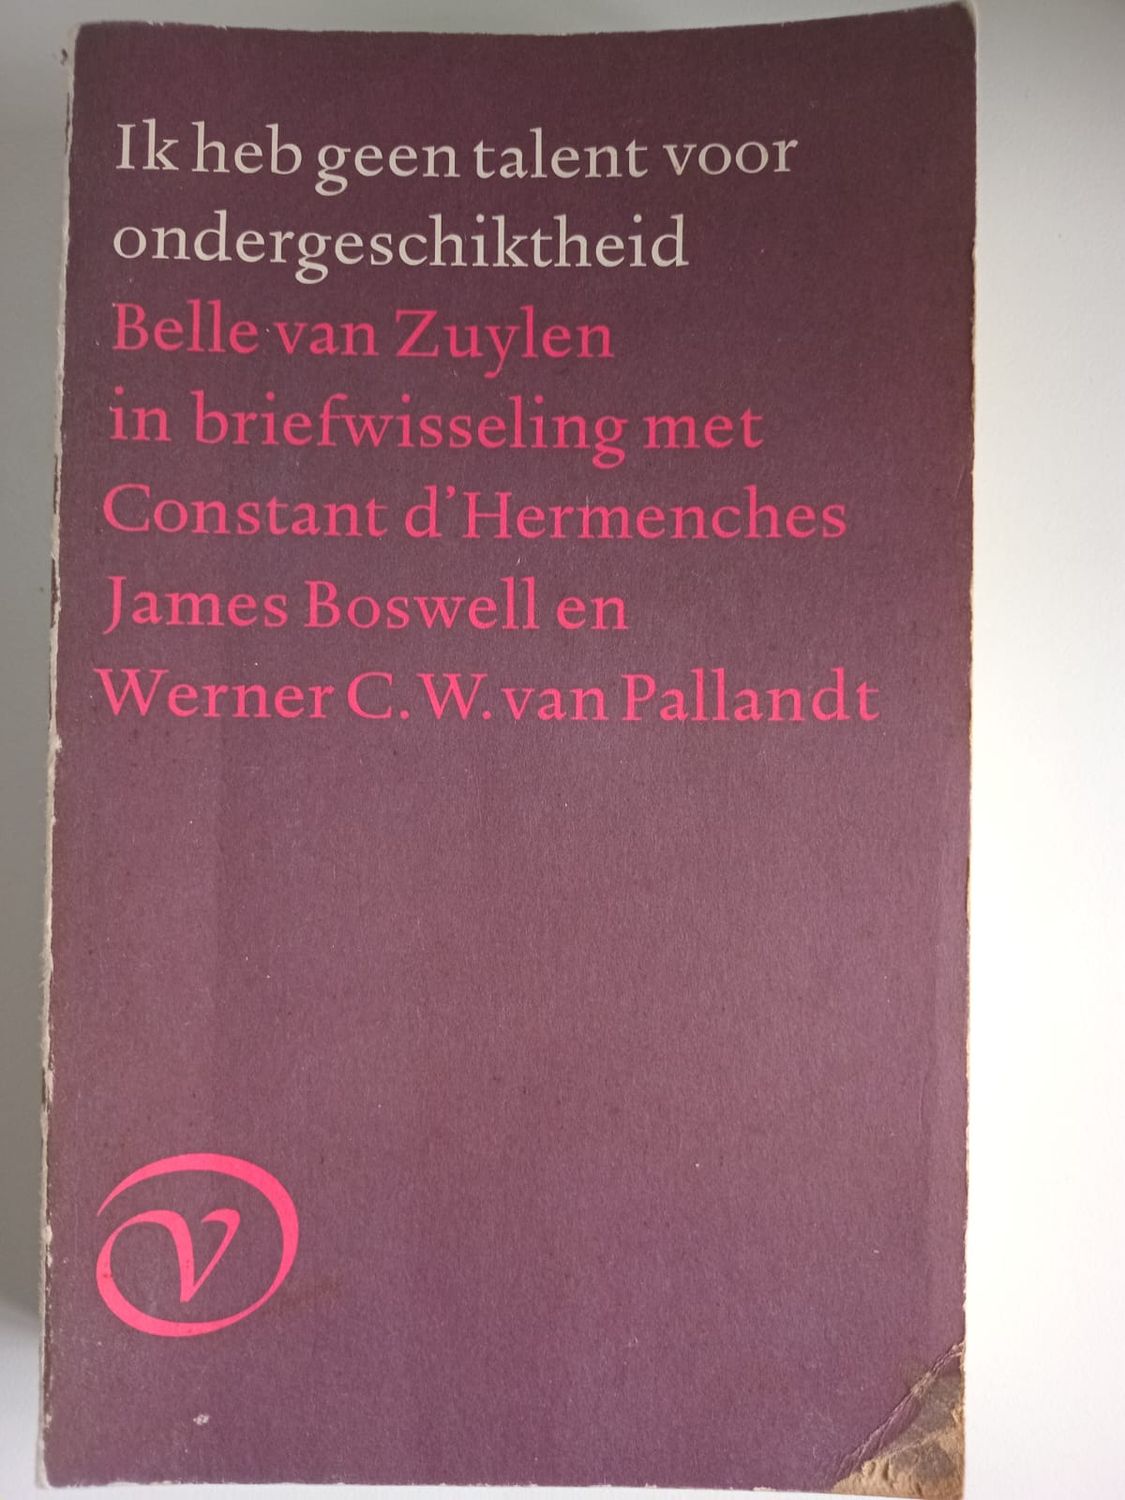 Ik heb geen talent voor
ondergeschiktheid
Belle van Zuylen
in briefwisseling met
Constant d'Hermenches
James Boswell en
Werner C. W. van Pallandt
V